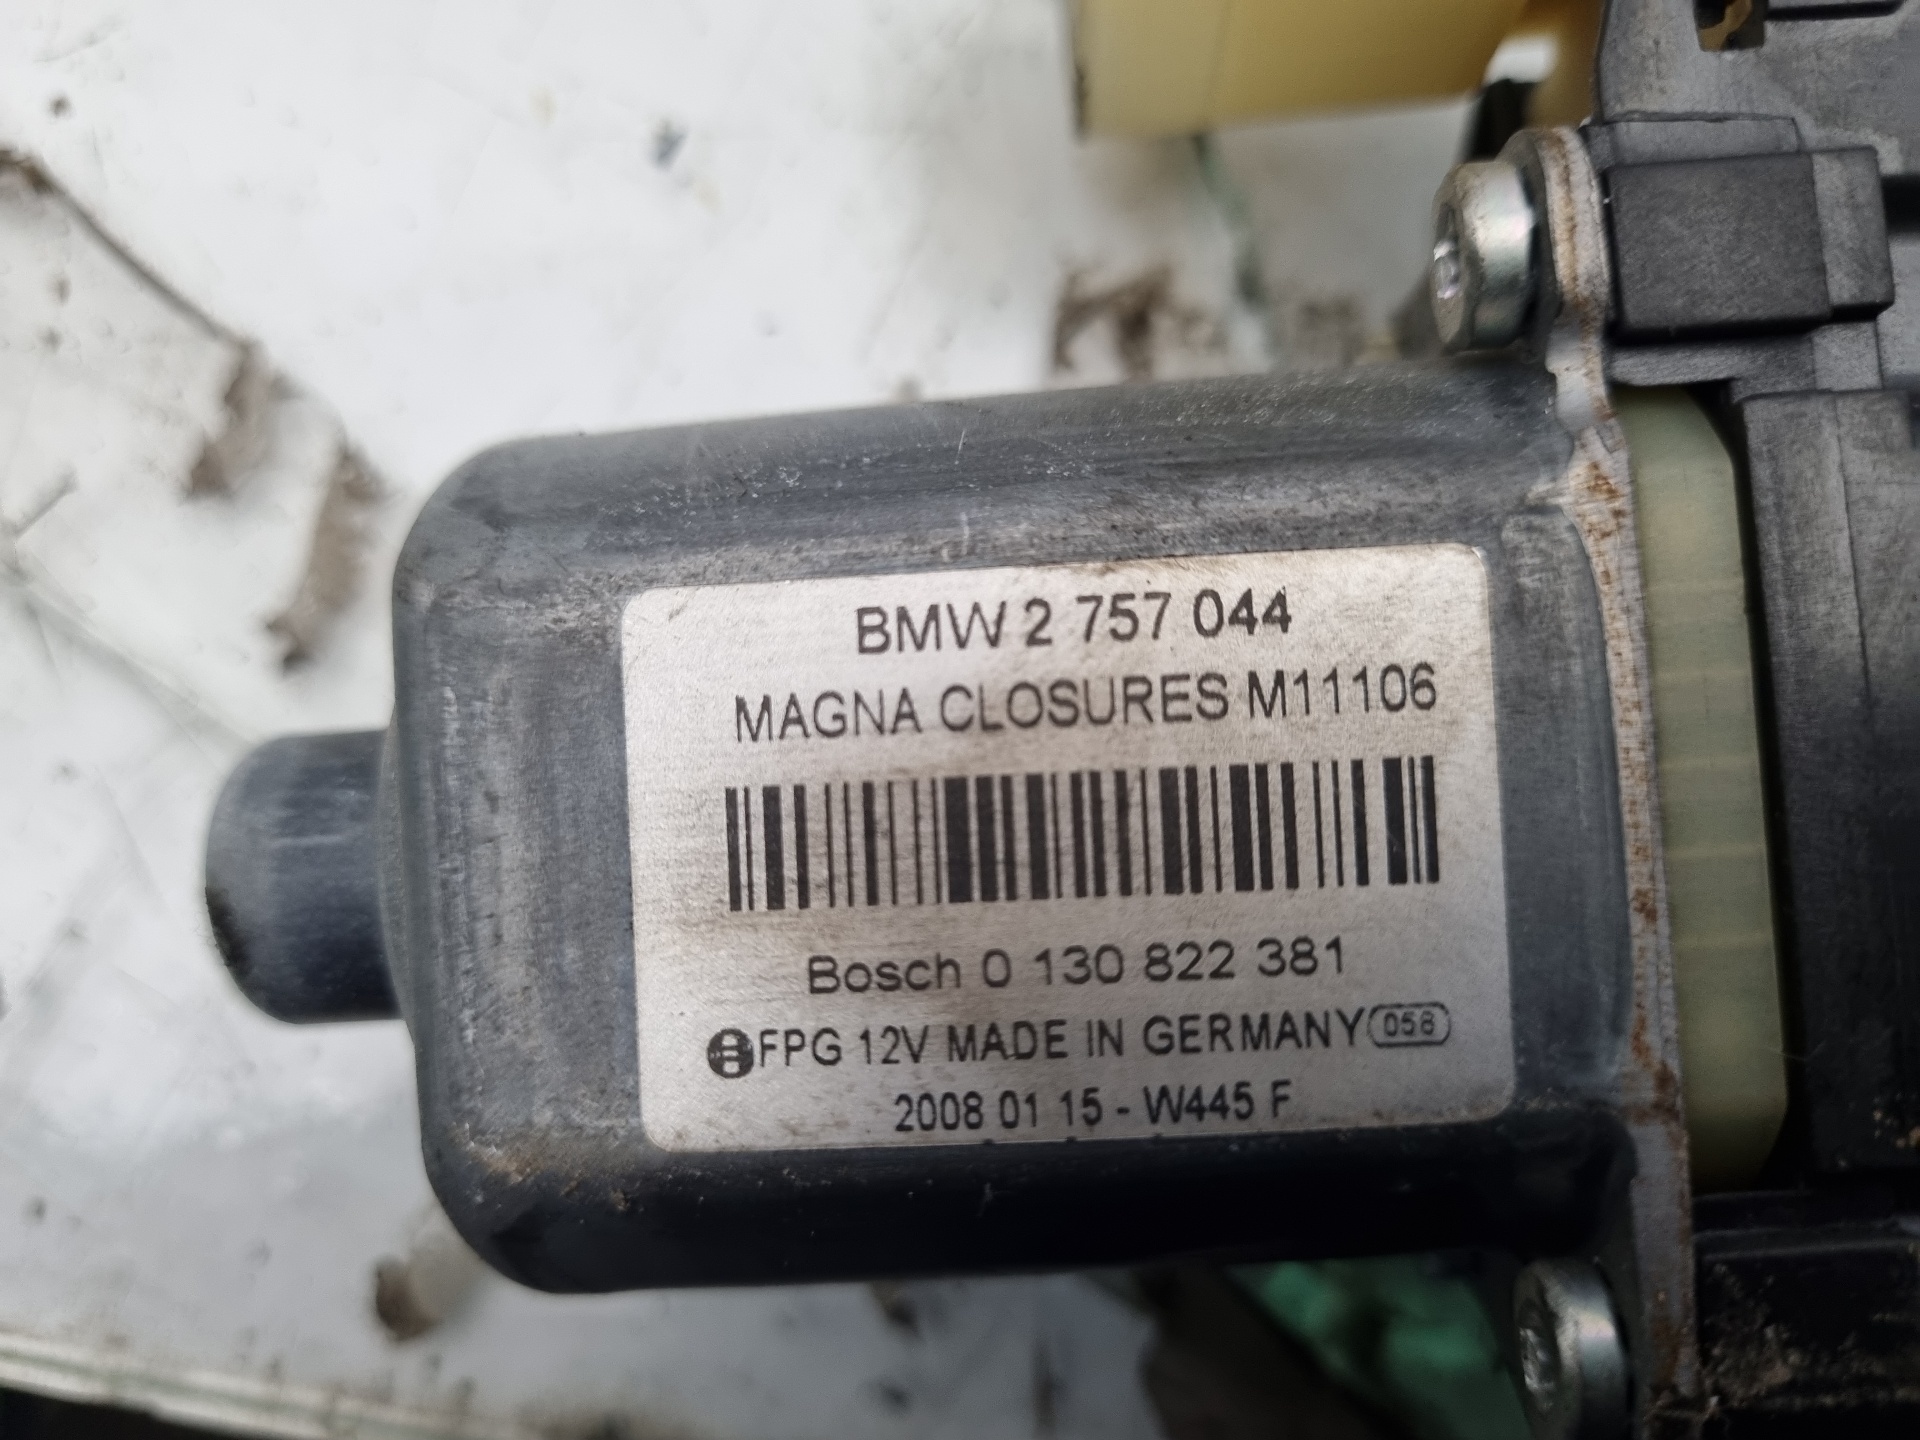 BMW 2 757 044
MAGNA CLOSURES M11106
Bosch 0 130 822 381
FPG 12V MADE IN GERMANY 058
2008 01 15 - W445 F